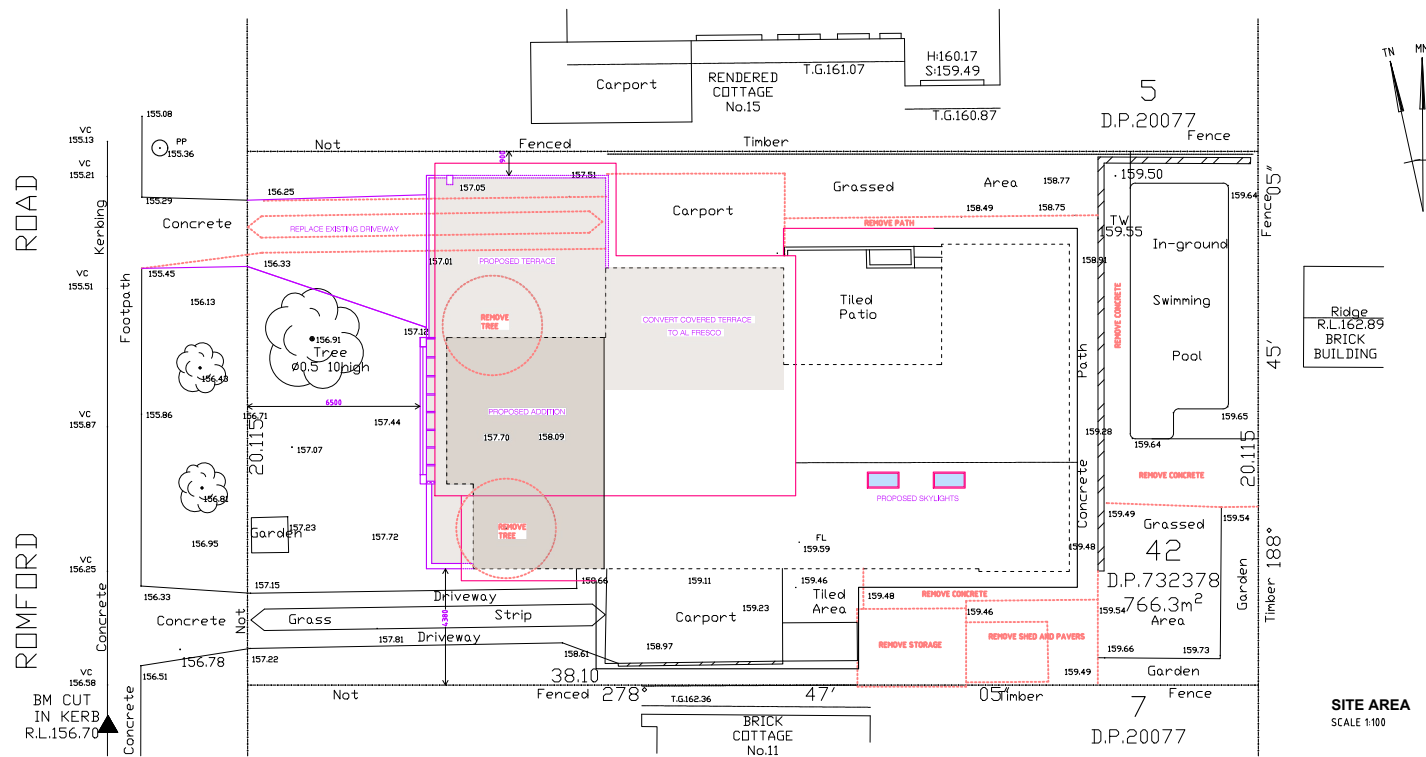 H:160.17
S:159.49
T.G.161.07
Carport
RENDERED
COTTAGE
No.15
T.G.160.87
5
D.P.20077
TN
MN
155.08
VC
155.13
PP
155.36
Not
Fenced
Timber
Fence
VC
155.21
900
157.51
157.05
156.25
155.29
Concrete
Kerbing
ROAD
REPLACE EXISTING DRIVEWAY
Carport
Grassed
Area
158.77
158.49
158.75
REMOVE PATH
159.50
159.64
05"
Fence
TW
159.55
In-ground
Swimming
Pool
156.33
157.01
PROPOSED TERRACE
155.45
VC
155.51
156.13
Footpath
158.91
REMOVE CONCRETE
Tiled
Patio
REMOVE
TREE
CONVERT COVERED TERRACE
TO AL FRESCO
157.12
156.91
Tree
Ø0.5 10high
156.43
Path
45'
Ridge
R.L.162.89
BRICK
BUILDING
6500
155.86
VC
155.87
156.71
157.44
PROPOSED ADDITION
157.70
158.09
157.07
20.115
159.28
159.64
159.65
20.115
REMOVE CONCRETE
156.81
PROPOSED SKYLIGHTS
Concrete
157.23
Garden
156.95
157.72
REMOVE
TREE
FL
159.59
159.49
159.54
Grassed
42
D.P.732378
766.3m²
Area
159.48
188°
Timber
Garden
ROMFORD
VC
156.25
157.15
156.33
158.66
159.11
159.46
Concrete
Concrete
Not
Driveway
Grass
Strip
Driveway
4380
159.23
Carport
Tiled
Area
159.48
REMOVE CONCRETE
159.46
159.54
REMOVE STORAGE
REMOVE SHED AND PAVERS
157.81
158.61
158.97
156.78
157.22
159.66
159.73
159.49
Garden
VC
156.58
156.51
38.10
Not
Fenced
278°
47'
05"
Timber
Fence
BM CUT
IN KERB
R.L.156.70
Concrete
T.G.162.36
BRICK
COTTAGE
No.11
7
D.P.20077
SITE AREA
SCALE 1:100